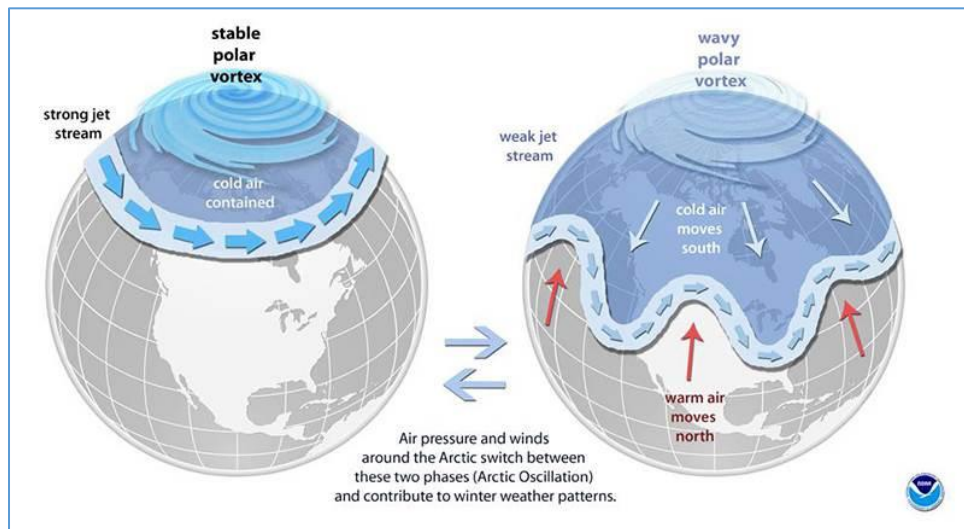 stable
polar
vortex
strong jet
stream
cold air
contained
wavy
polar
vortex
weak jet
stream
cold air
moves
south
warm air
moves
north
Air pressure and winds
around the Arctic switch between
these two phases (Arctic Oscillation)
and contribute to winter weather patterns.
NOAA